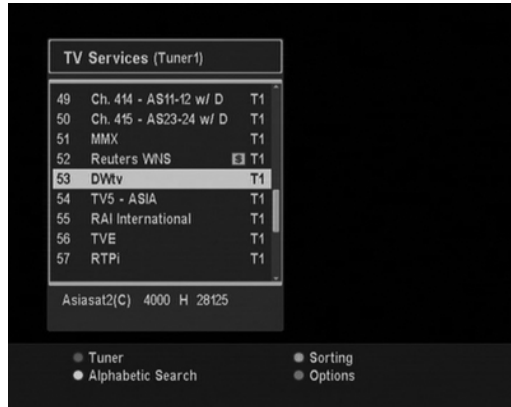 TV Services (Tuner1)
49 Ch. 414 - AS11-12 w/ D T1
50 Ch. 415 - AS23-24 w/ D T1
51 MMX T1
52 Reuters WNS $ T1
53 DWtv T1
54 TV5 - ASIA T1
55 RAI International T1
56 TVE T1
57 RTPi T1
Asiasat2(C) 4000 H 28125
Tuner Sorting
Alphabetic Search Options